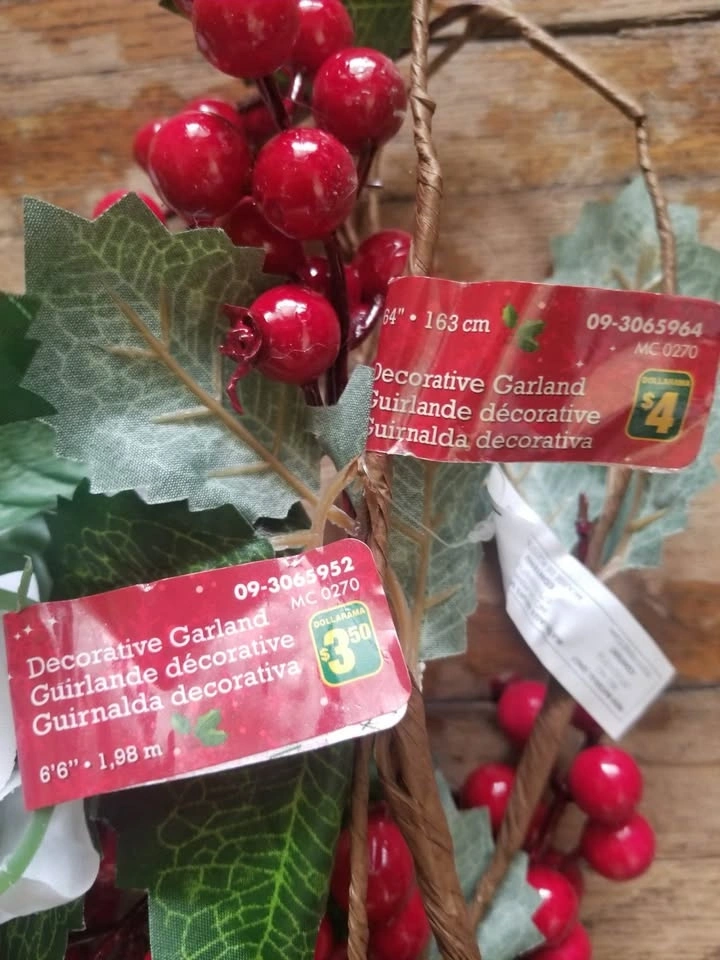 64" • 163 cm
09-3065964
MC 0270
Decorative Garland
Guirlande décorative
Guirnalda decorativa
DOLLARAMA
$4
09-3065952
MC 0270
Decorative Garland
Guirlande décorative
Guirnalda decorativa
DOLLARAMA
$3.50
6'6'' • 1,98 m